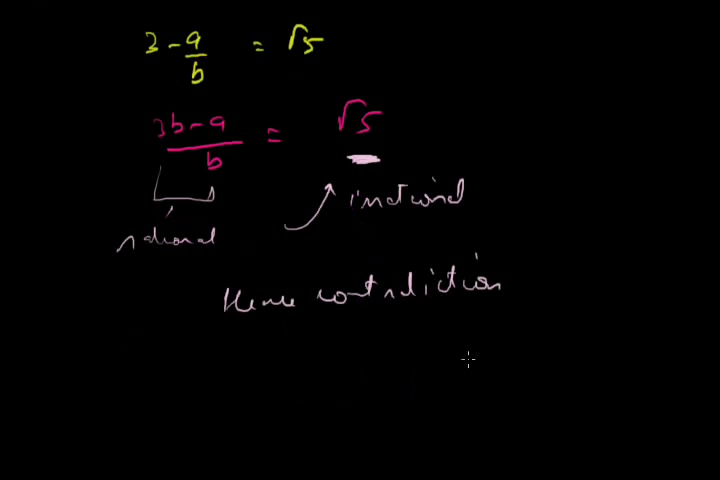 3 - a/b = √5
3b - a/b = √5
irrational
rational
Hence contradiction